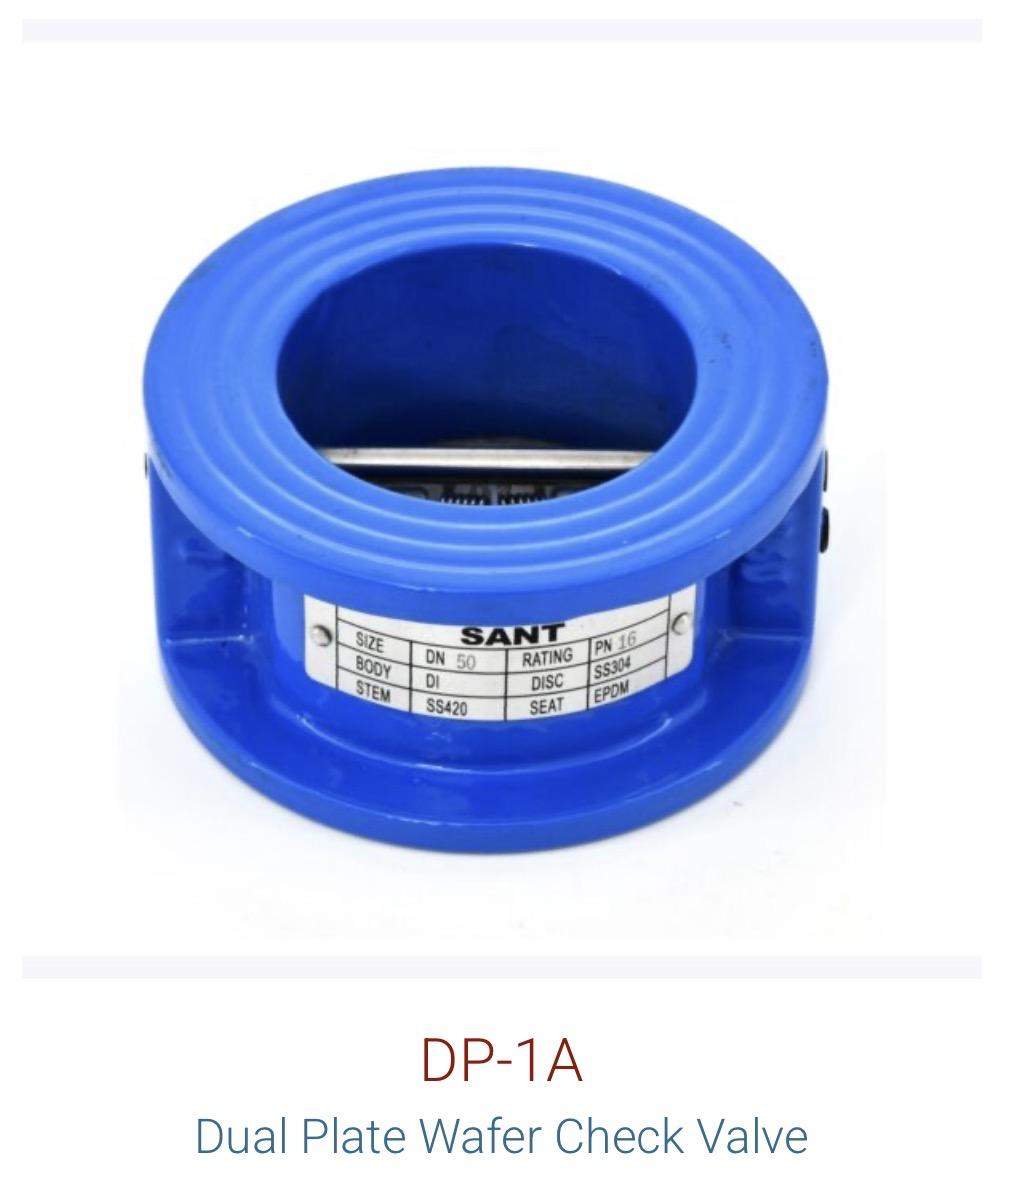 SANT
SIZE DN 50 RATING PN 16
BODY DI DISC SS304
STEM SS420 SEAT EPDM
DP-1A
Dual Plate Wafer Check Valve